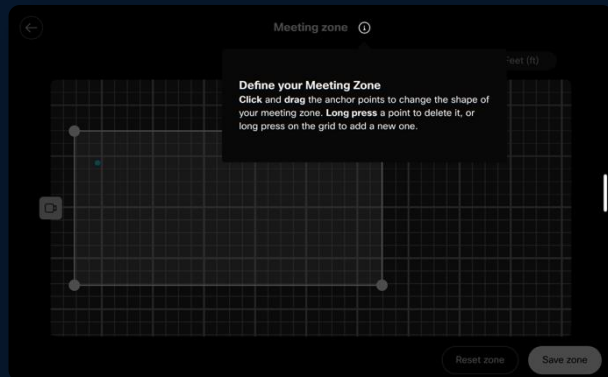 Meeting zone
Feet (ft)
Define your Meeting Zone
Click and drag the anchor points to change the shape of
your meeting zone. Long press a point to delete it, or
long press on the grid to add a new one.
Reset zone
Save zone